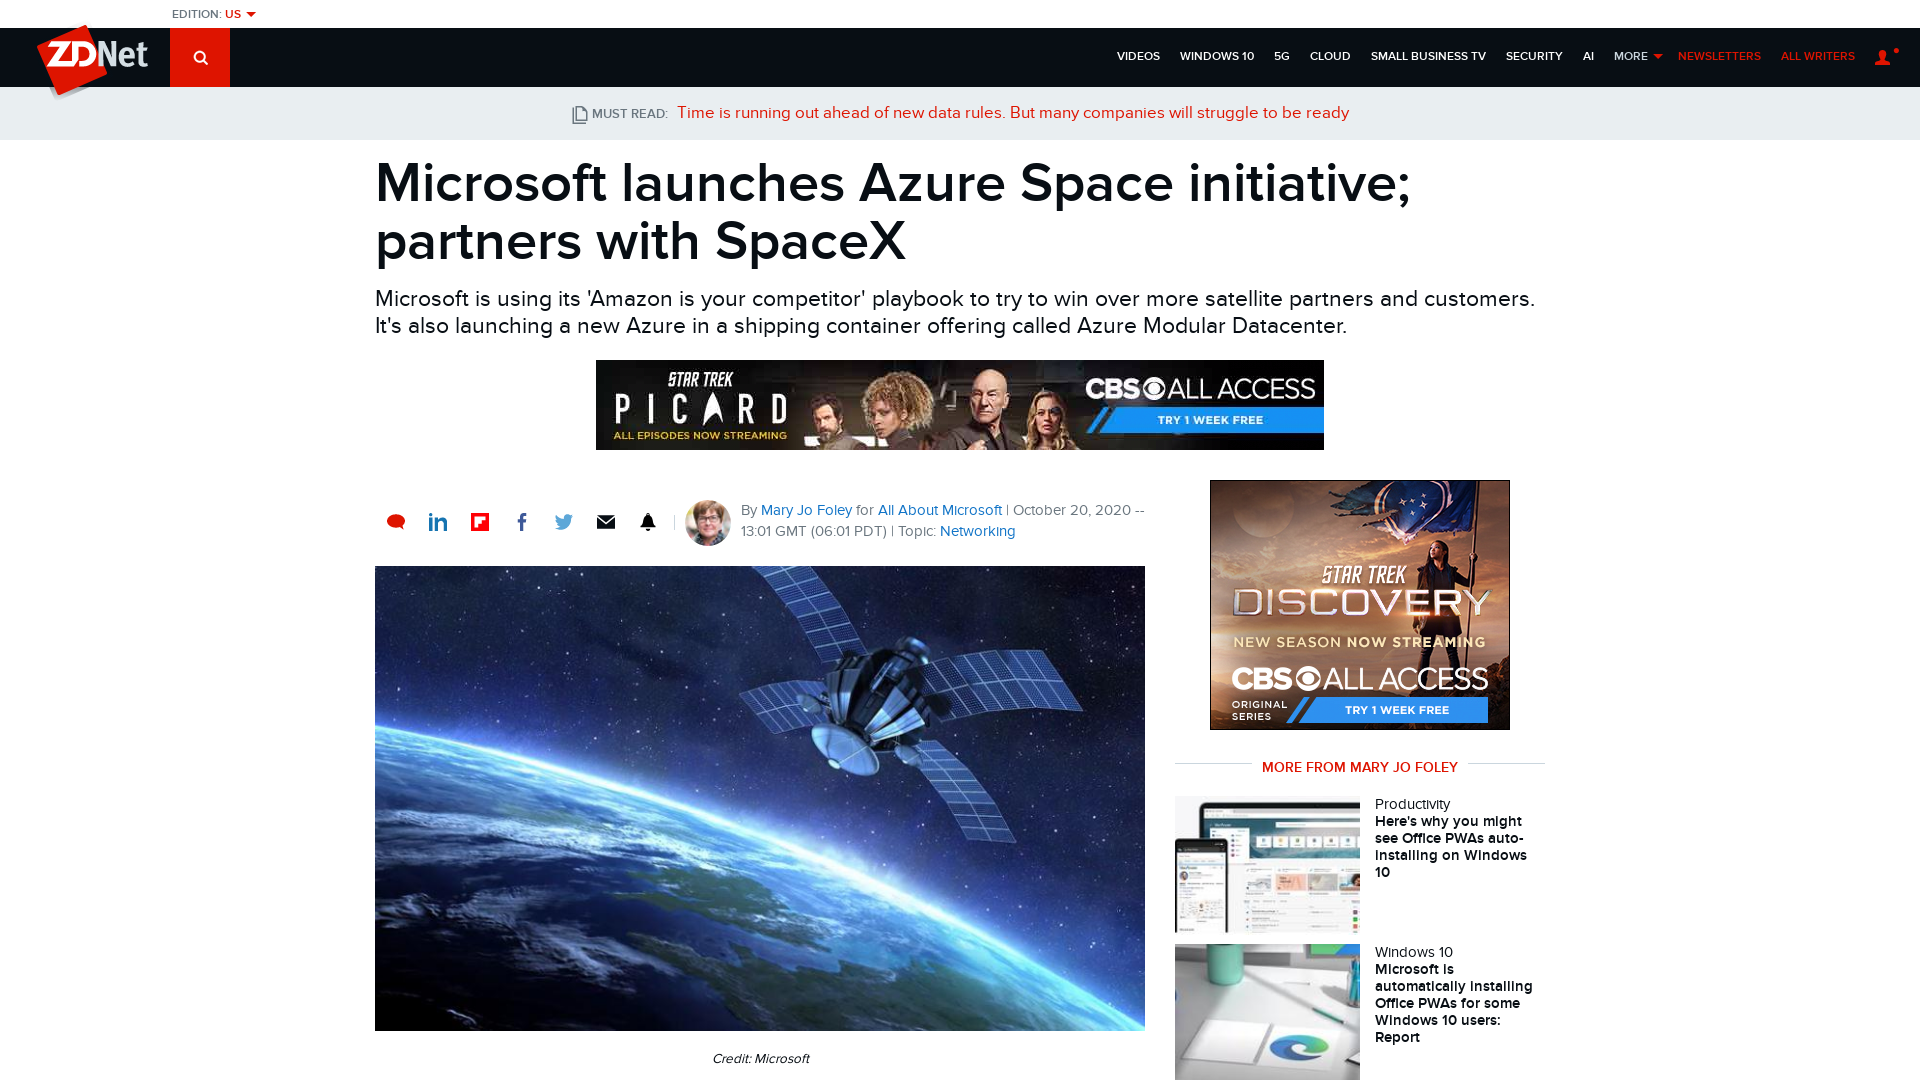 EDITION: US
ZDNet
VIDEOS WINDOWS 10 5G CLOUD SMALL BUSINESS TV SECURITY AI MORE NEWSLETTERS ALL WRITERS
MUST READ: Time is running out ahead of new data rules. But many companies will struggle to be ready
Microsoft launches Azure Space initiative;
partners with SpaceX
Microsoft is using its 'Amazon is your competitor' playbook to try to win over more satellite partners and customers.
It's also launching a new Azure in a shipping container offering called Azure Modular Datacenter.
STAR TREK
PICARD
ALL EPISODES NOW STREAMING
CBS ALL ACCESS
TRY 1 WEEK FREE
By Mary Jo Foley for All About Microsoft | October 20, 2020 --
13:01 GMT (06:01 PDT) | Topic: Networking
Credit: Microsoft
STAR TREK
DISCOVERY
NEW SEASON NOW STREAMING
CBS ALL ACCESS
ORIGINAL
SERIES
TRY 1 WEEK FREE
MORE FROM MARY JO FOLEY
Productivity
Here's why you might
see Office PWAs auto-
installing on Windows
10
Windows 10
Microsoft is
automatically installing
Office PWAs for some
Windows 10 users:
Report